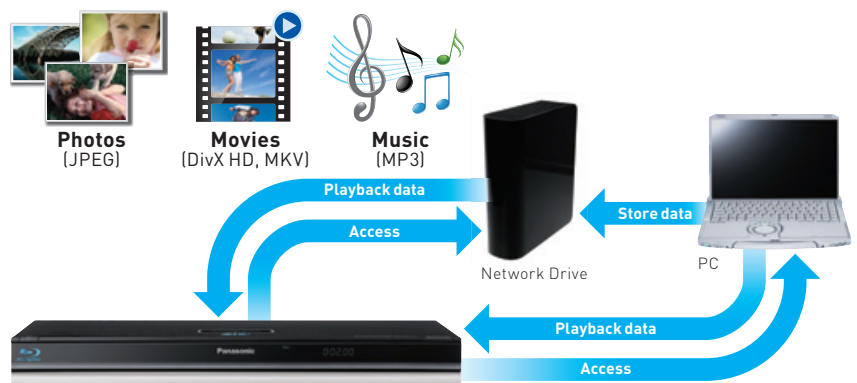 Photos
(JPEG)
Movies
(DivX HD, MKV)
Music
(MP3)
Playback data
Access
Store data
Network Drive
PC
Playback data
Access
Panasonic